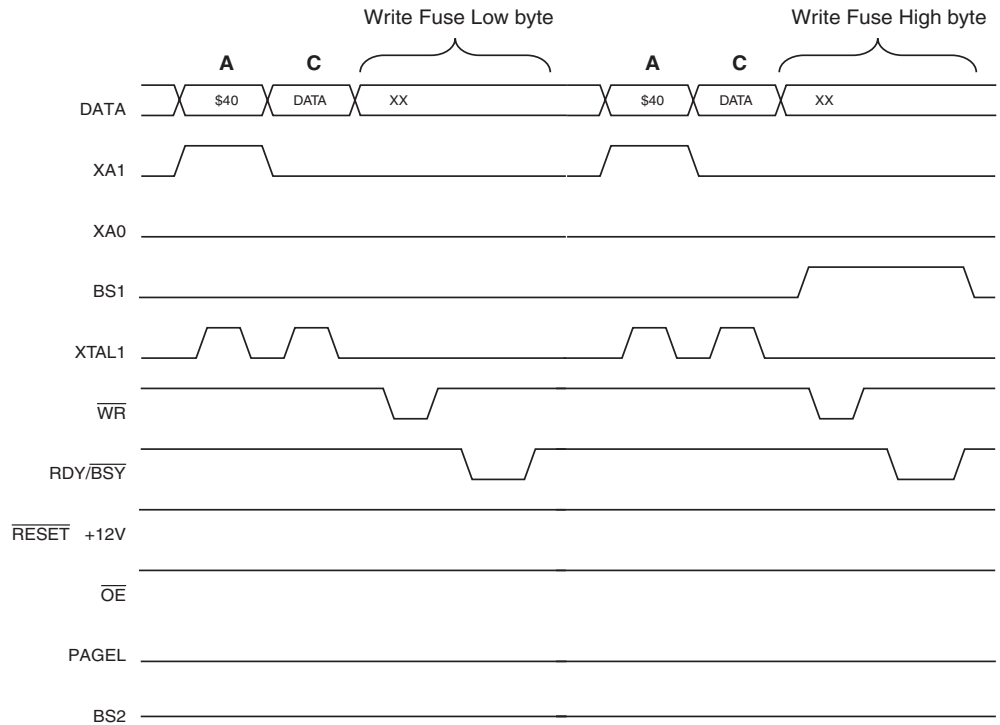 Write Fuse Low byte Write Fuse High byte
A C A C
DATA $40 DATA XX $40 DATA XX
XA1
XA0
BS1
XTAL1
WR
RDY/BSY
RESET +12V
OE
PAGEL
BS2